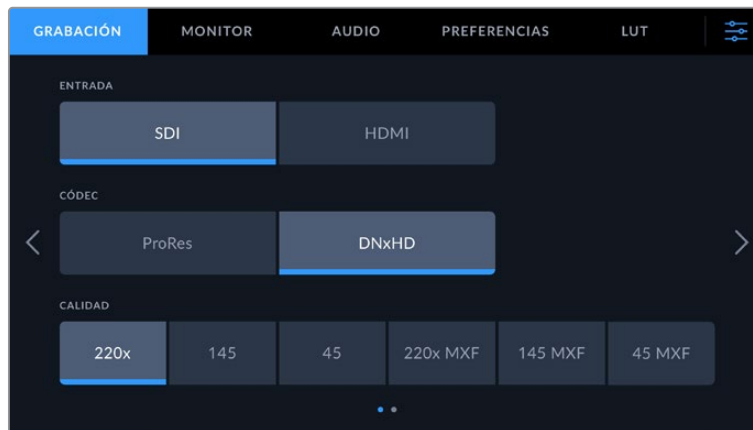 GRABACIÓN MONITOR AUDIO PREFERENCIAS LUT
ENTRADA
SDI HDMI
CÓDEC
ProRes DNxHD
CALIDAD
220x 145 45 220x MXF 145 MXF 45 MXF